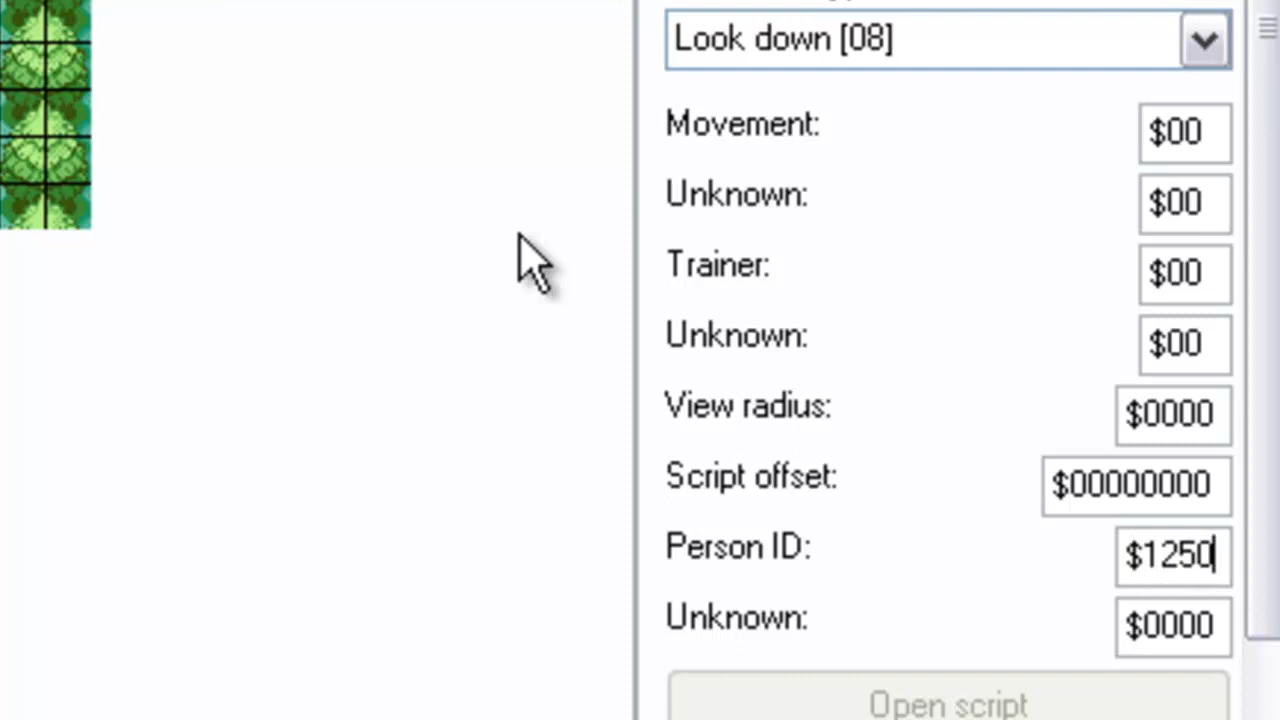 Look down [08]
Movement: $00
Unknown: $00
Trainer: $00
Unknown: $00
View radius: $0000
Script offset: $00000000
Person ID: $1250
Unknown: $0000
Open script